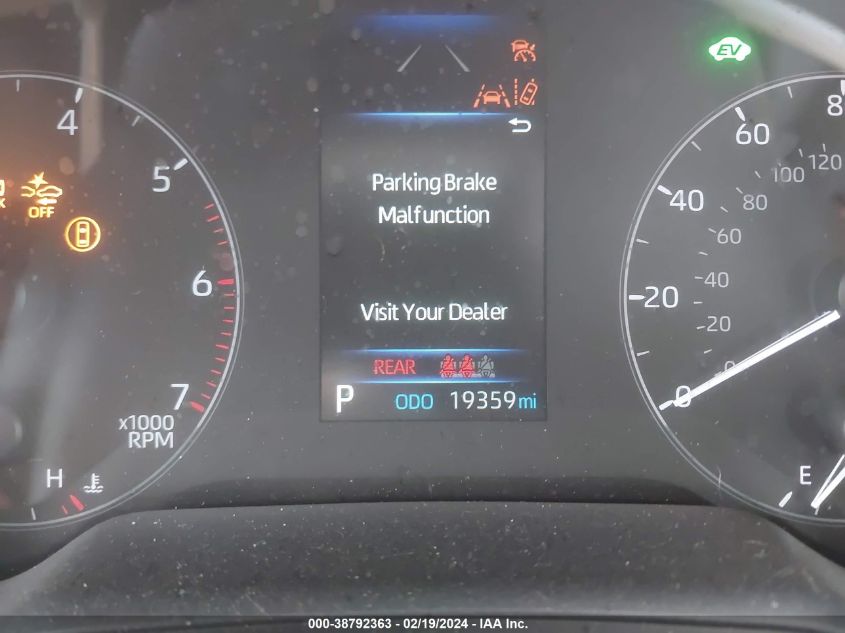 EV
4
5
6
7
x1000
RPM
OFF
H
Parking Brake
Malfunction
Visit Your Dealer
REAR
P ODO 19359 mi
80
60
120
100
40
80
60
20
40
20
0
0
E
000-38792363 - 02/19/2024 - IAA Inc.